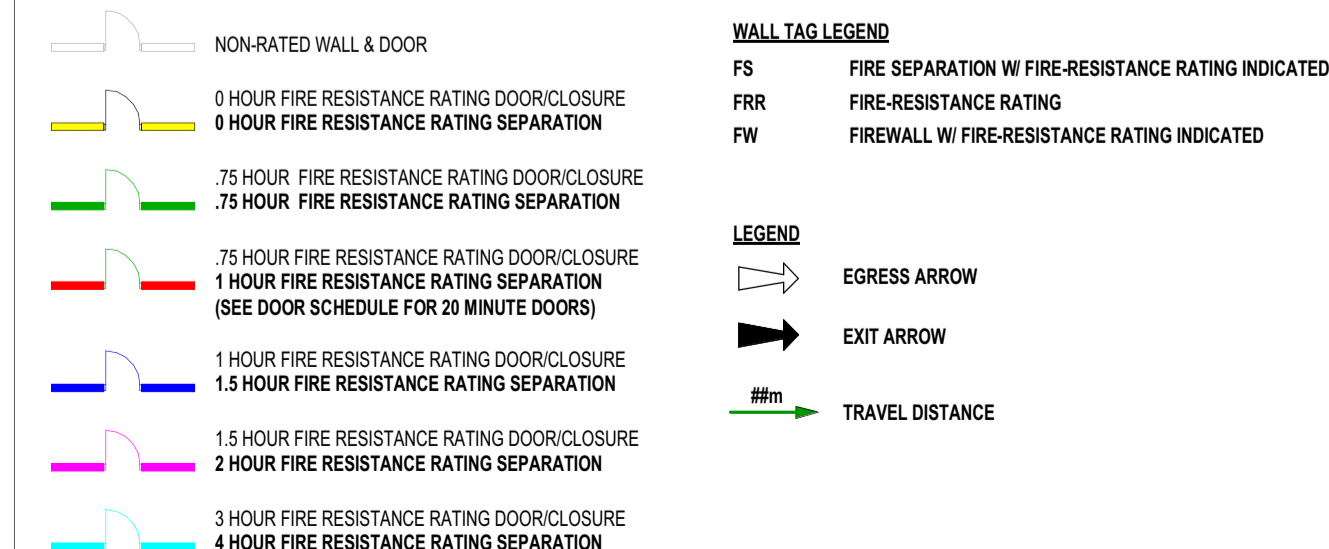 NON-RATED WALL & DOOR
0 HOUR FIRE RESISTANCE RATING DOOR/CLOSURE
0 HOUR FIRE RESISTANCE RATING SEPARATION
.75 HOUR FIRE RESISTANCE RATING DOOR/CLOSURE
.75 HOUR FIRE RESISTANCE RATING SEPARATION
.75 HOUR FIRE RESISTANCE RATING DOOR/CLOSURE
1 HOUR FIRE RESISTANCE RATING SEPARATION
(SEE DOOR SCHEDULE FOR 20 MINUTE DOORS)
1 HOUR FIRE RESISTANCE RATING DOOR/CLOSURE
1.5 HOUR FIRE RESISTANCE RATING SEPARATION
1.5 HOUR FIRE RESISTANCE RATING DOOR/CLOSURE
2 HOUR FIRE RESISTANCE RATING SEPARATION
3 HOUR FIRE RESISTANCE RATING DOOR/CLOSURE
4 HOUR FIRE RESISTANCE RATING SEPARATION
WALL TAG LEGEND
FS FIRE SEPARATION W/ FIRE-RESISTANCE RATING INDICATED
FRR FIRE-RESISTANCE RATING
FW FIREWALL W/ FIRE-RESISTANCE RATING INDICATED
LEGEND
EGRESS ARROW
EXIT ARROW
##m TRAVEL DISTANCE